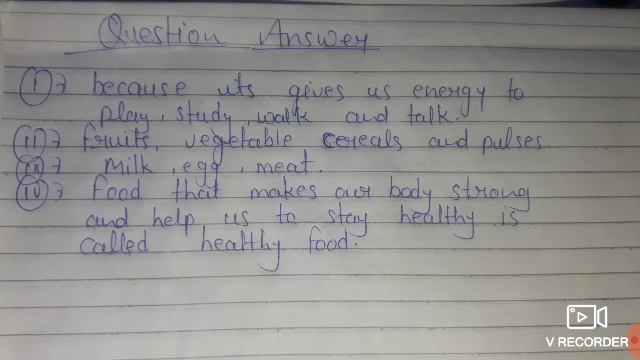 Question Answer
(i)→ because its gives us energy to
play, study, walk and talk.
(ii)→ fruits, vegetable cereals and pulses.
(iii)→ Milk, egg, meat.
(iv)→ Food that makes our body strong
and help us to stay healthy is
called healthy food.
V RECORDER